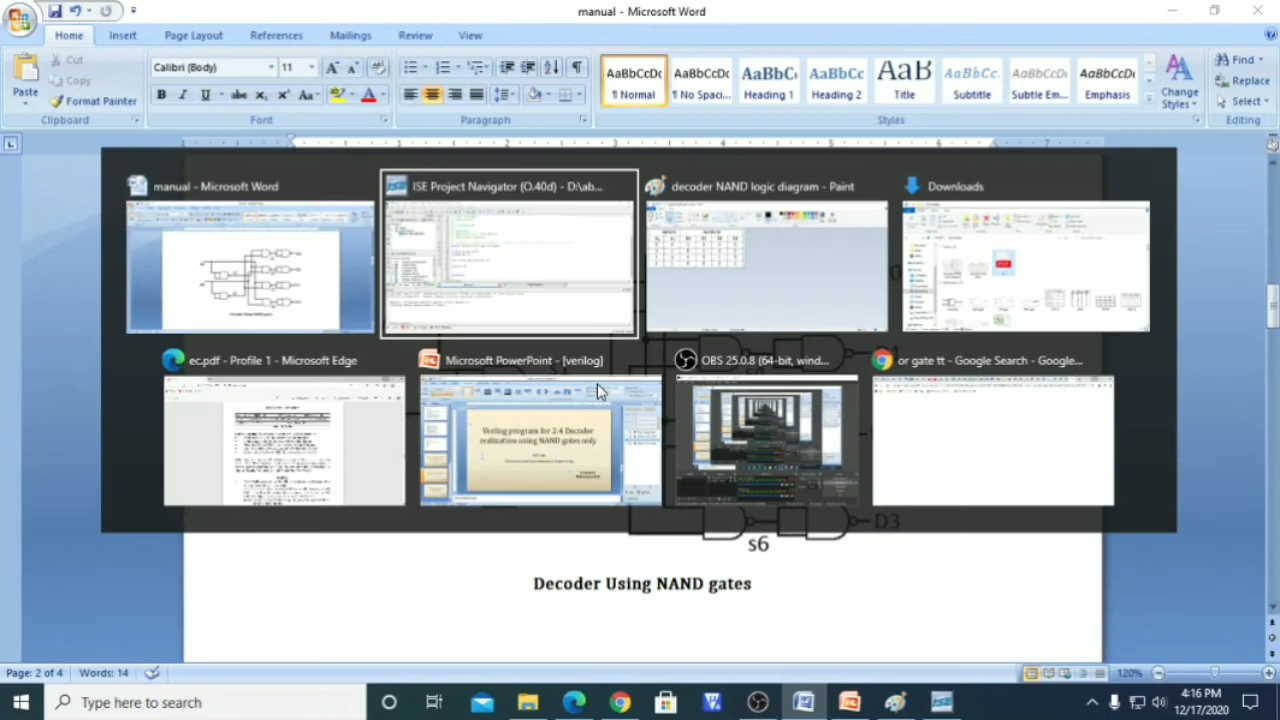 manual - Microsoft Word
Home Insert Page Layout References Mailings Review View
Cut
Copy
Format Painter
Paste
Clipboard
Calibri (Body) 11
Font
Paragraph
AaBbCcDc AaBbCcDc AaBbC AaBbCc AaB AaBbCc. AaBbCcDc AaBbCcDc
¶ Normal ¶ No Spaci... Heading 1 Heading 2 Title Subtitle Subtle Em... Emphasis
Change
Styles
Styles
Find
Replace
Select
Editing
manual - Microsoft Word
ISE Project Navigator (O.40d) - D:\ab...
decoder NAND logic diagram - Paint
Downloads
ec.pdf - Profile 1 - Microsoft Edge
Microsoft PowerPoint - [verilog]
OBS 25.0.8 (64-bit, wind...
or gate tt - Google Search - Google...
Verilog program for 2:4 Decoder
realization using NAND gates only
D3
s6
Decoder Using NAND gates
Page: 2 of 4 Words: 14
120%
Type here to search
4:16 PM
12/17/2020